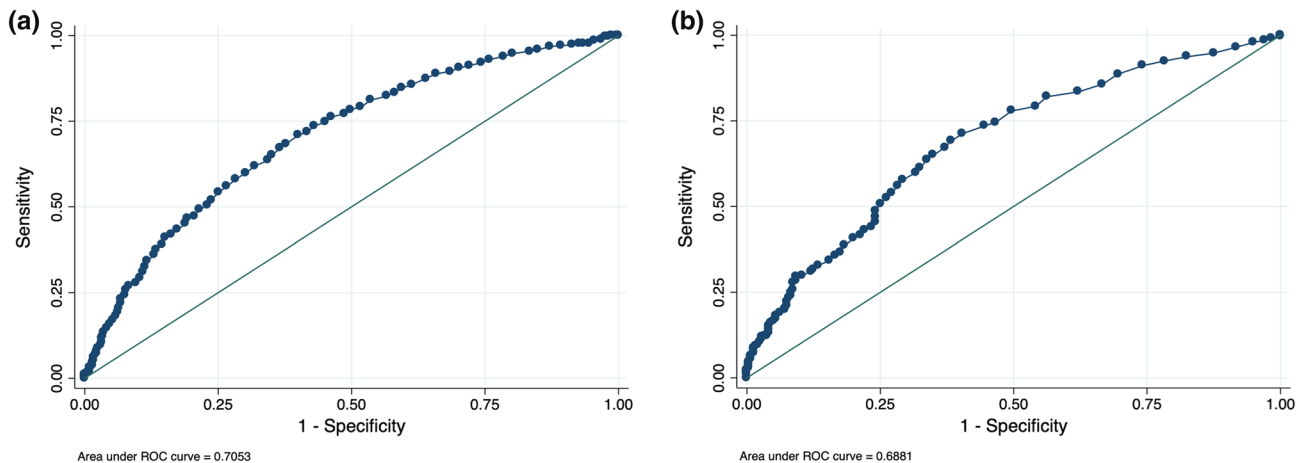 (a)
1.00
0.75
0.50
0.25
0.00
Sensitivity
0.00 0.25 0.50 0.75 1.00
1 - Specificity
Area under ROC curve = 0.7053
(b)
1.00
0.75
0.50
0.25
0.00
Sensitivity
0.00 0.25 0.50 0.75 1.00
1 - Specificity
Area under ROC curve = 0.6881